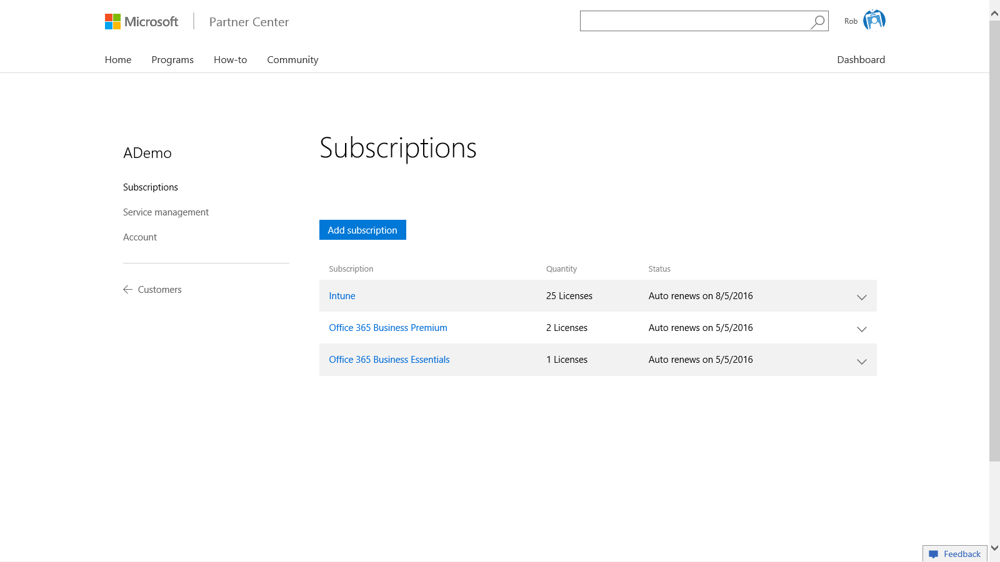 Microsoft | Partner Center
Rob
Home Programs How-to Community Dashboard
ADemo
Subscriptions
Service management
Account
Customers
Subscriptions
Add subscription
Subscription Quantity Status
Intune 25 Licenses Auto renews on 8/5/2016
Office 365 Business Premium 2 Licenses Auto renews on 5/5/2016
Office 365 Business Essentials 1 Licenses Auto renews on 5/5/2016
Feedback